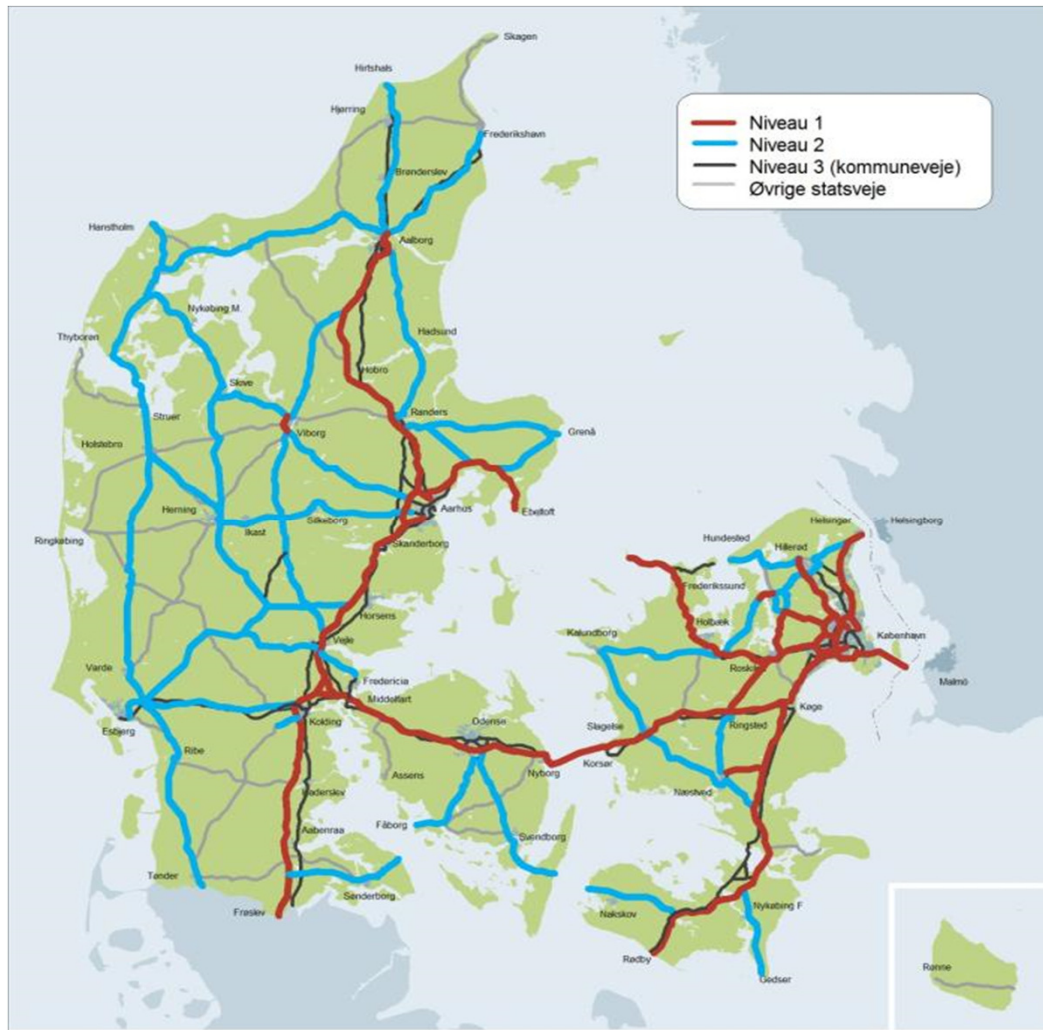 Skagen
Hirtshals
Hjørring
Frederikshavn
Brønderslev
Niveau 1
Niveau 2
Niveau 3 (kommuneveje)
Øvrige statsveje
Hanstholm
Aalborg
Nykøbing M.
Thyborøn
Hadsund
Hobro
Skive
Struer
Randers
Viborg
Grenå
Holstebro
Herning
Ikast
Silkeborg
Aarhus
Ebeltoft
Ringkøbing
Skanderborg
Horsens
Helsingør
Helsingborg
Hundested
Hillerød
Frederikssund
Holbæk
Kalundborg
København
Roskilde
Malmö
Varde
Vejle
Fredericia
Middelfart
Kolding
Esbjerg
Odense
Slagelse
Ringsted
Køge
Ribe
Nyborg
Korsør
Assens
Næstved
Haderslev
Aabenraa
Fåborg
Svendborg
Tønder
Sønderborg
Frøslev
Nakskov
Nykøbing F
Rødby
Gedser
Rønne